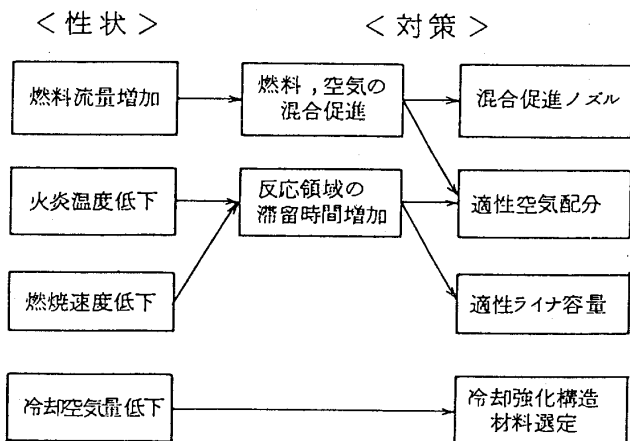 <性状>
<対策>
燃料流量増加
燃料,空気の
混合促進
混合促進ノズル
火炎温度低下
反応領域の
滞留時間増加
適性空気配分
燃焼速度低下
適性ライナ容量
冷却空気量低下
冷却強化構造
材料選定